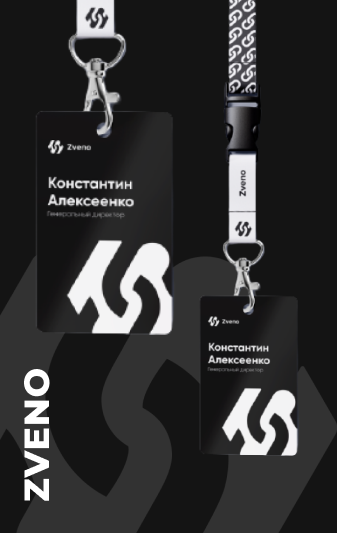 Zveno
Константин
Алексеенко
Генеральный директор
Zveno
Zveno
Константин
Алексеенко
Генеральный директор
ZVENO